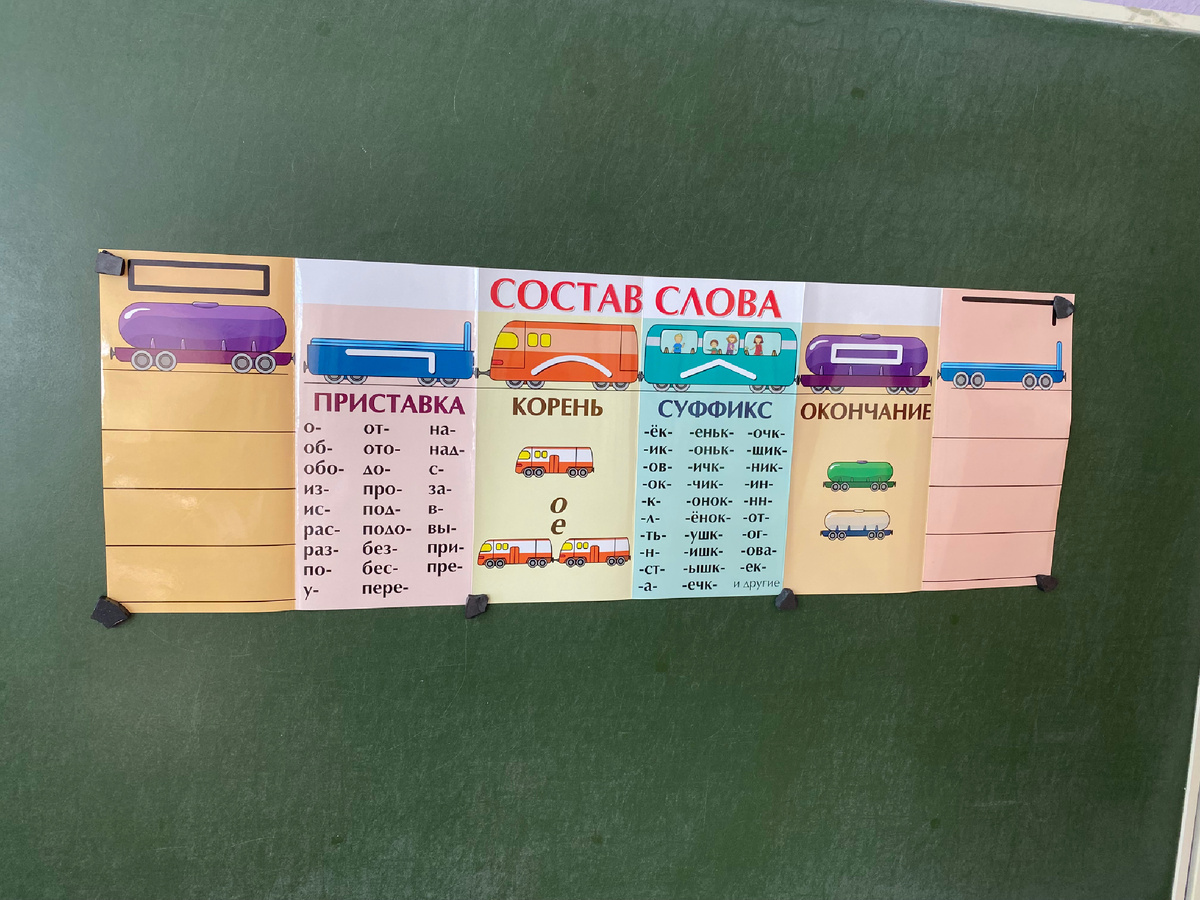 СОСТАВ СЛОВА
ПРИСТАВКА
о- от- на-
об- ото- над-
обо- до- с-
из- про- за-
ис- под- в-
рас- подо- вы-
раз- без- при-
по- бес- пре-
у- пере-
КОРЕНЬ
о
е
СУФФИКС
-ёк- -еньк- -очк-
-ик- -оньк- -щик-
-ов- -ичк- -ник-
-ок- -чик- -ин-
-к- -онок- -нн-
-л- -ёнок- -от-
-ть- -ушк- -ог-
-н- -ишк- -ова-
-ст- -ышк- -ек-
-а- -ечк- и другие
ОКОНЧАНИЕ